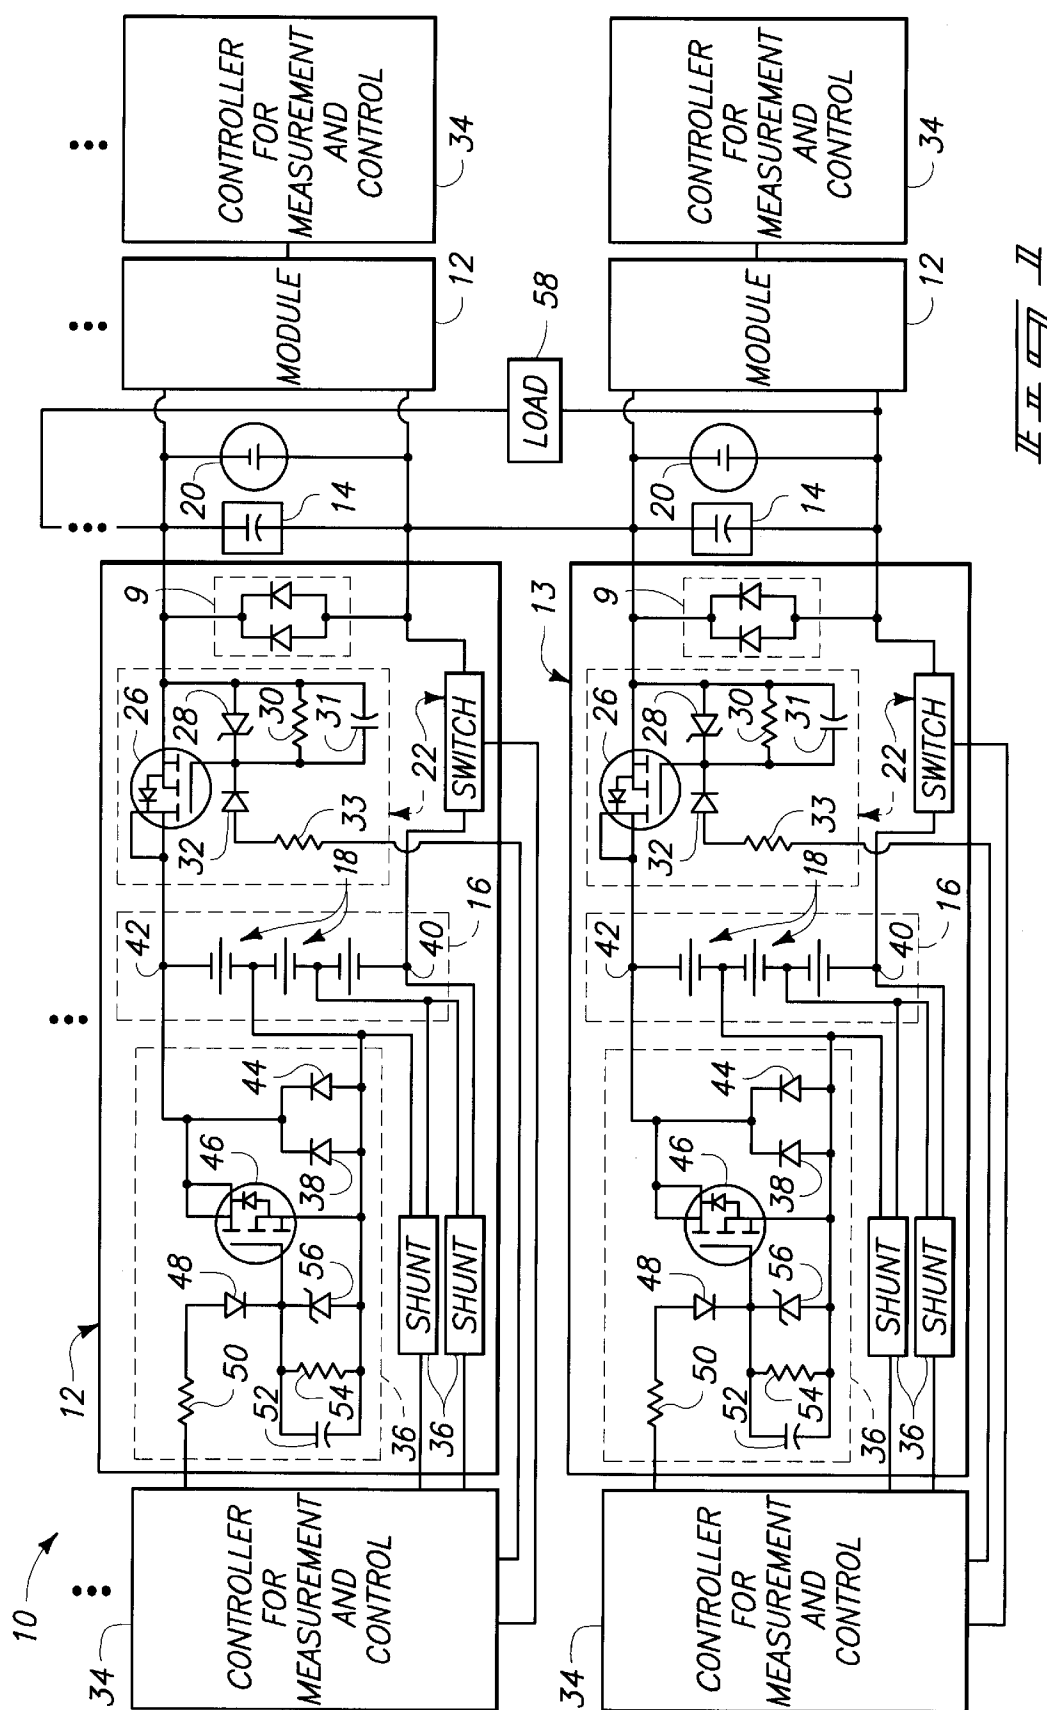 10
... ... ... ... ...
34 12
CONTROLLER
FOR
MEASUREMENT
AND
CONTROL
50 48 46 44 42 32 26 9 20
52 54 56 38 18 28 30 31 14
33
36 36 SHUNT
SHUNT
40 16 22 SWITCH
MODULE
12
CONTROLLER
FOR
MEASUREMENT
AND
CONTROL
34
LOAD 58
34 13
CONTROLLER
FOR
MEASUREMENT
AND
CONTROL
50 48 46 44 42 32 26 9 20
52 54 56 38 18 28 30 31 14
33
36 36 SHUNT
SHUNT
40 16 22 SWITCH
MODULE
12
CONTROLLER
FOR
MEASUREMENT
AND
CONTROL
34
FIG 1